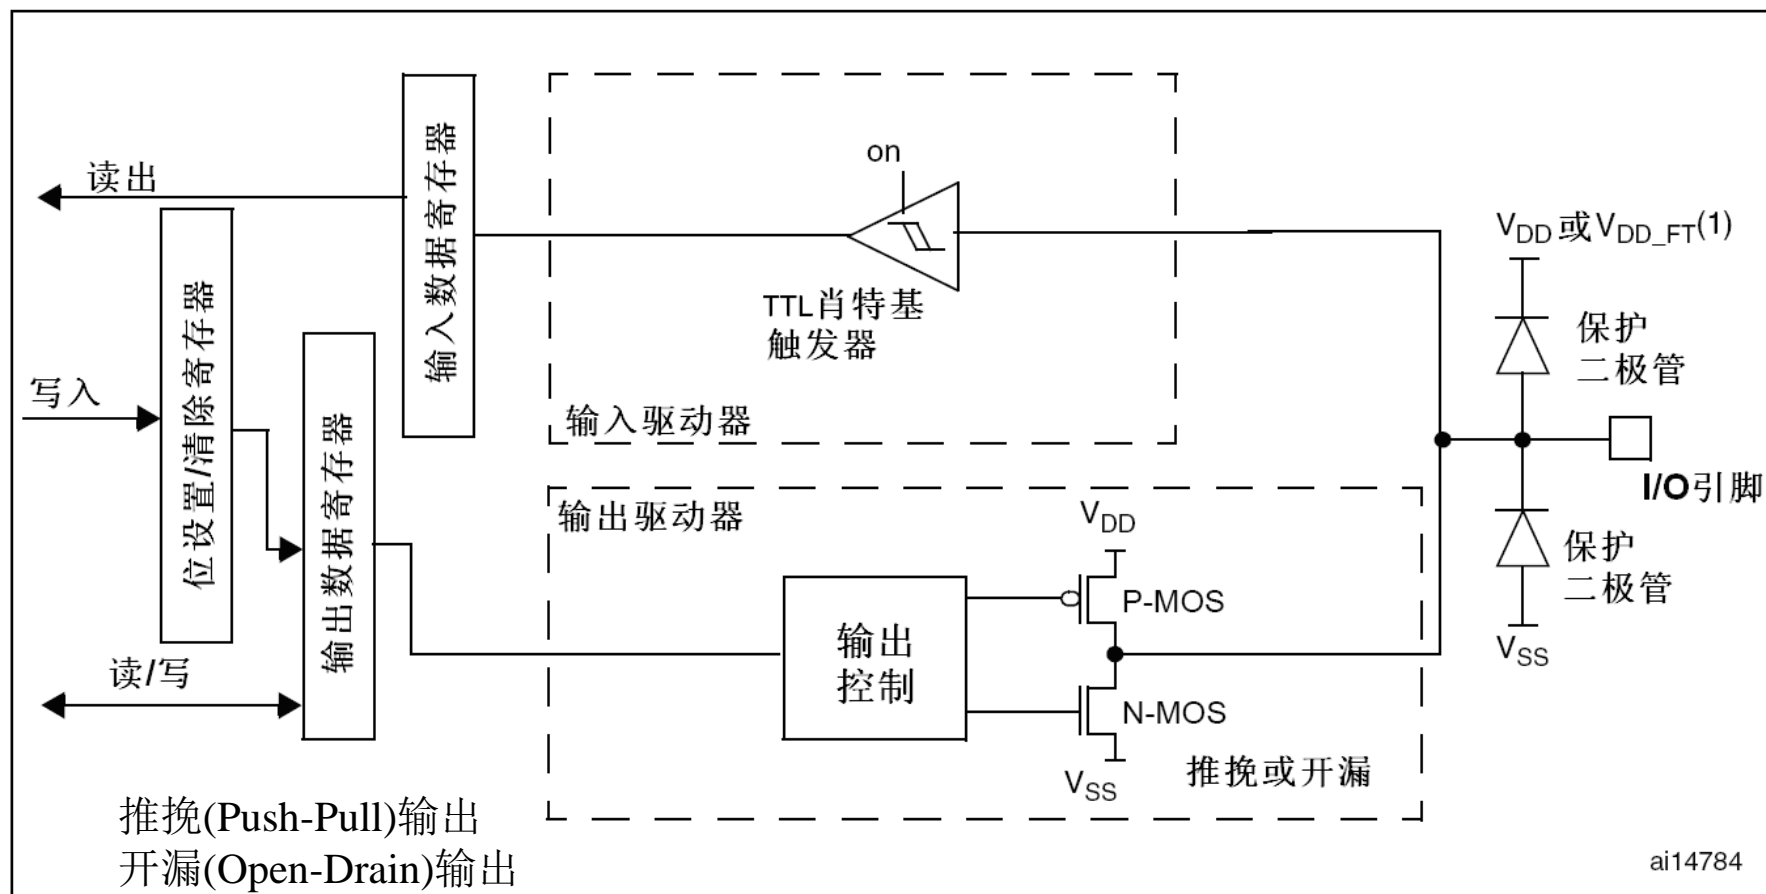 on
读出
输入数据寄存器
TTL肖特基
触发器
输入驱动器
VDD或VDD_FT(1)
保护
二极管
写入
位设置/清除寄存器
输出数据寄存器
I/O引脚
保护
二极管
VSS
输出驱动器
VDD
P-MOS
输出
控制
N-MOS
VSS
推挽或开漏
读/写
推挽(Push-Pull)输出
开漏(Open-Drain)输出
ai14784